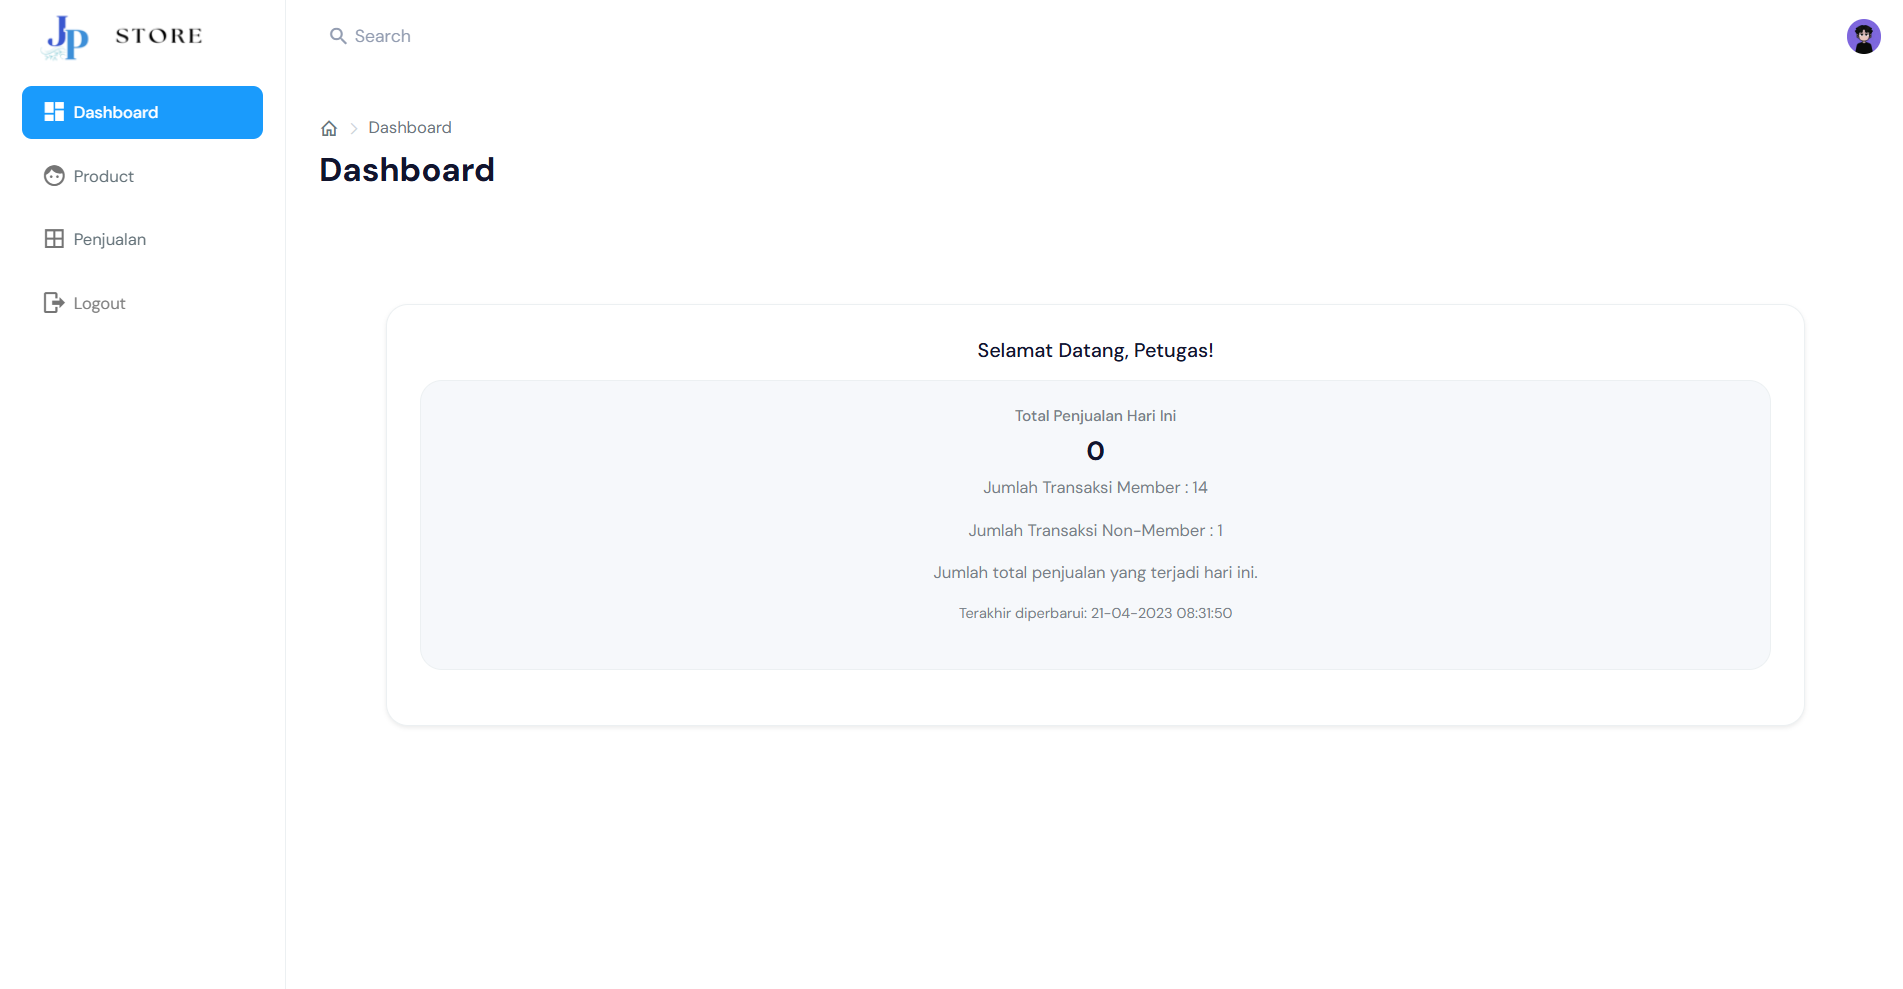 JP STORE
Search
Dashboard
Product
Penjualan
Logout
Dashboard
Dashboard
Selamat Datang, Petugas!
Total Penjualan Hari Ini
0
Jumlah Transaksi Member : 14
Jumlah Transaksi Non-Member : 1
Jumlah total penjualan yang terjadi hari ini.
Terakhir diperbarui: 21-04-2023 08:31:50